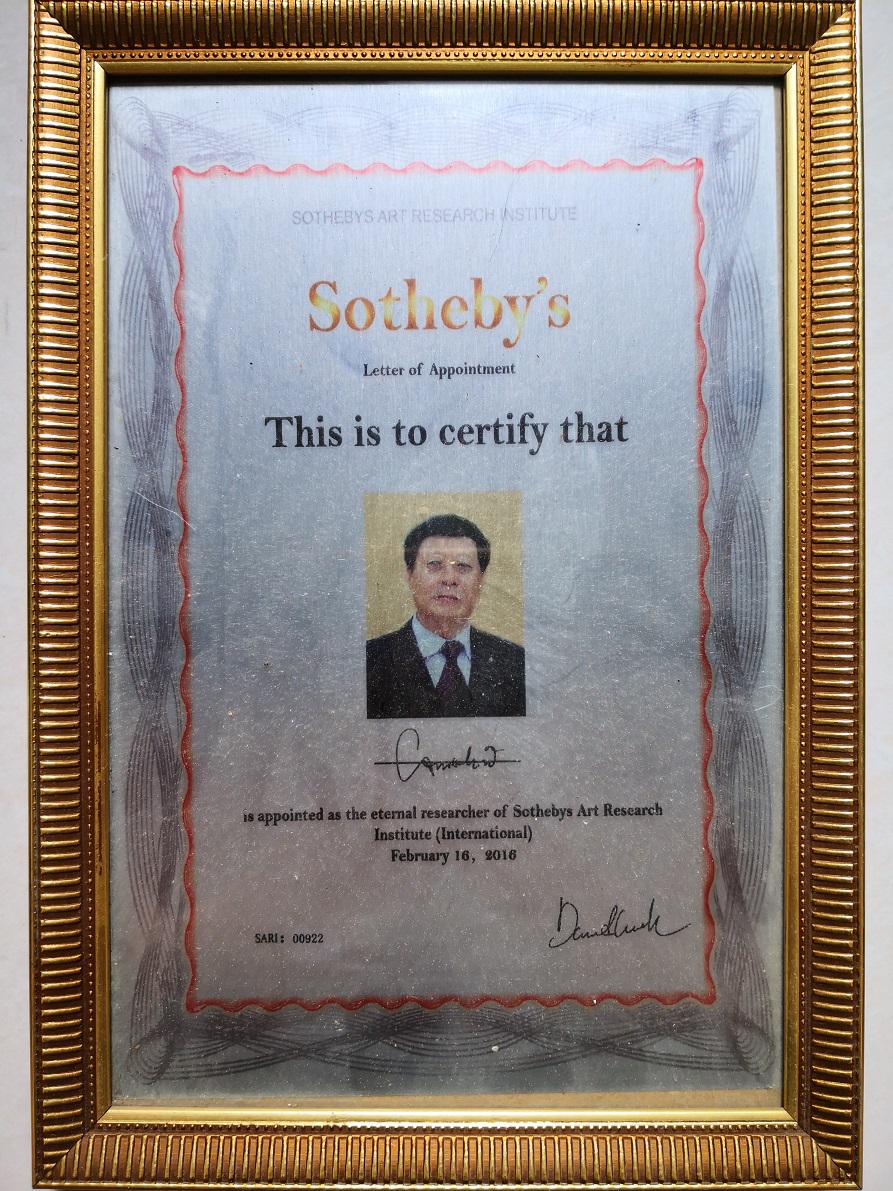 SOTHEBYS ART RESEARCH INSTITUTE
Sotheby's
Letter of Appointment
This is to certify that
is appointed as the eternal researcher of Sothebys Art Research
Institute (International)
February 16, 2016
SARI: 00922